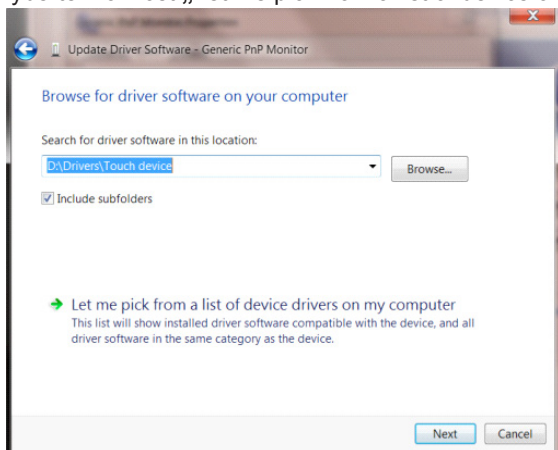 Update Driver Software - Generic PnP Monitor
Browse for driver software on your computer
Search for driver software in this location:
D:\Drivers\Touch device
Browse...
Include subfolders
Let me pick from a list of device drivers on my computer
This list will show installed driver software compatible with the device, and all
driver software in the same category as the device.
Next
Cancel